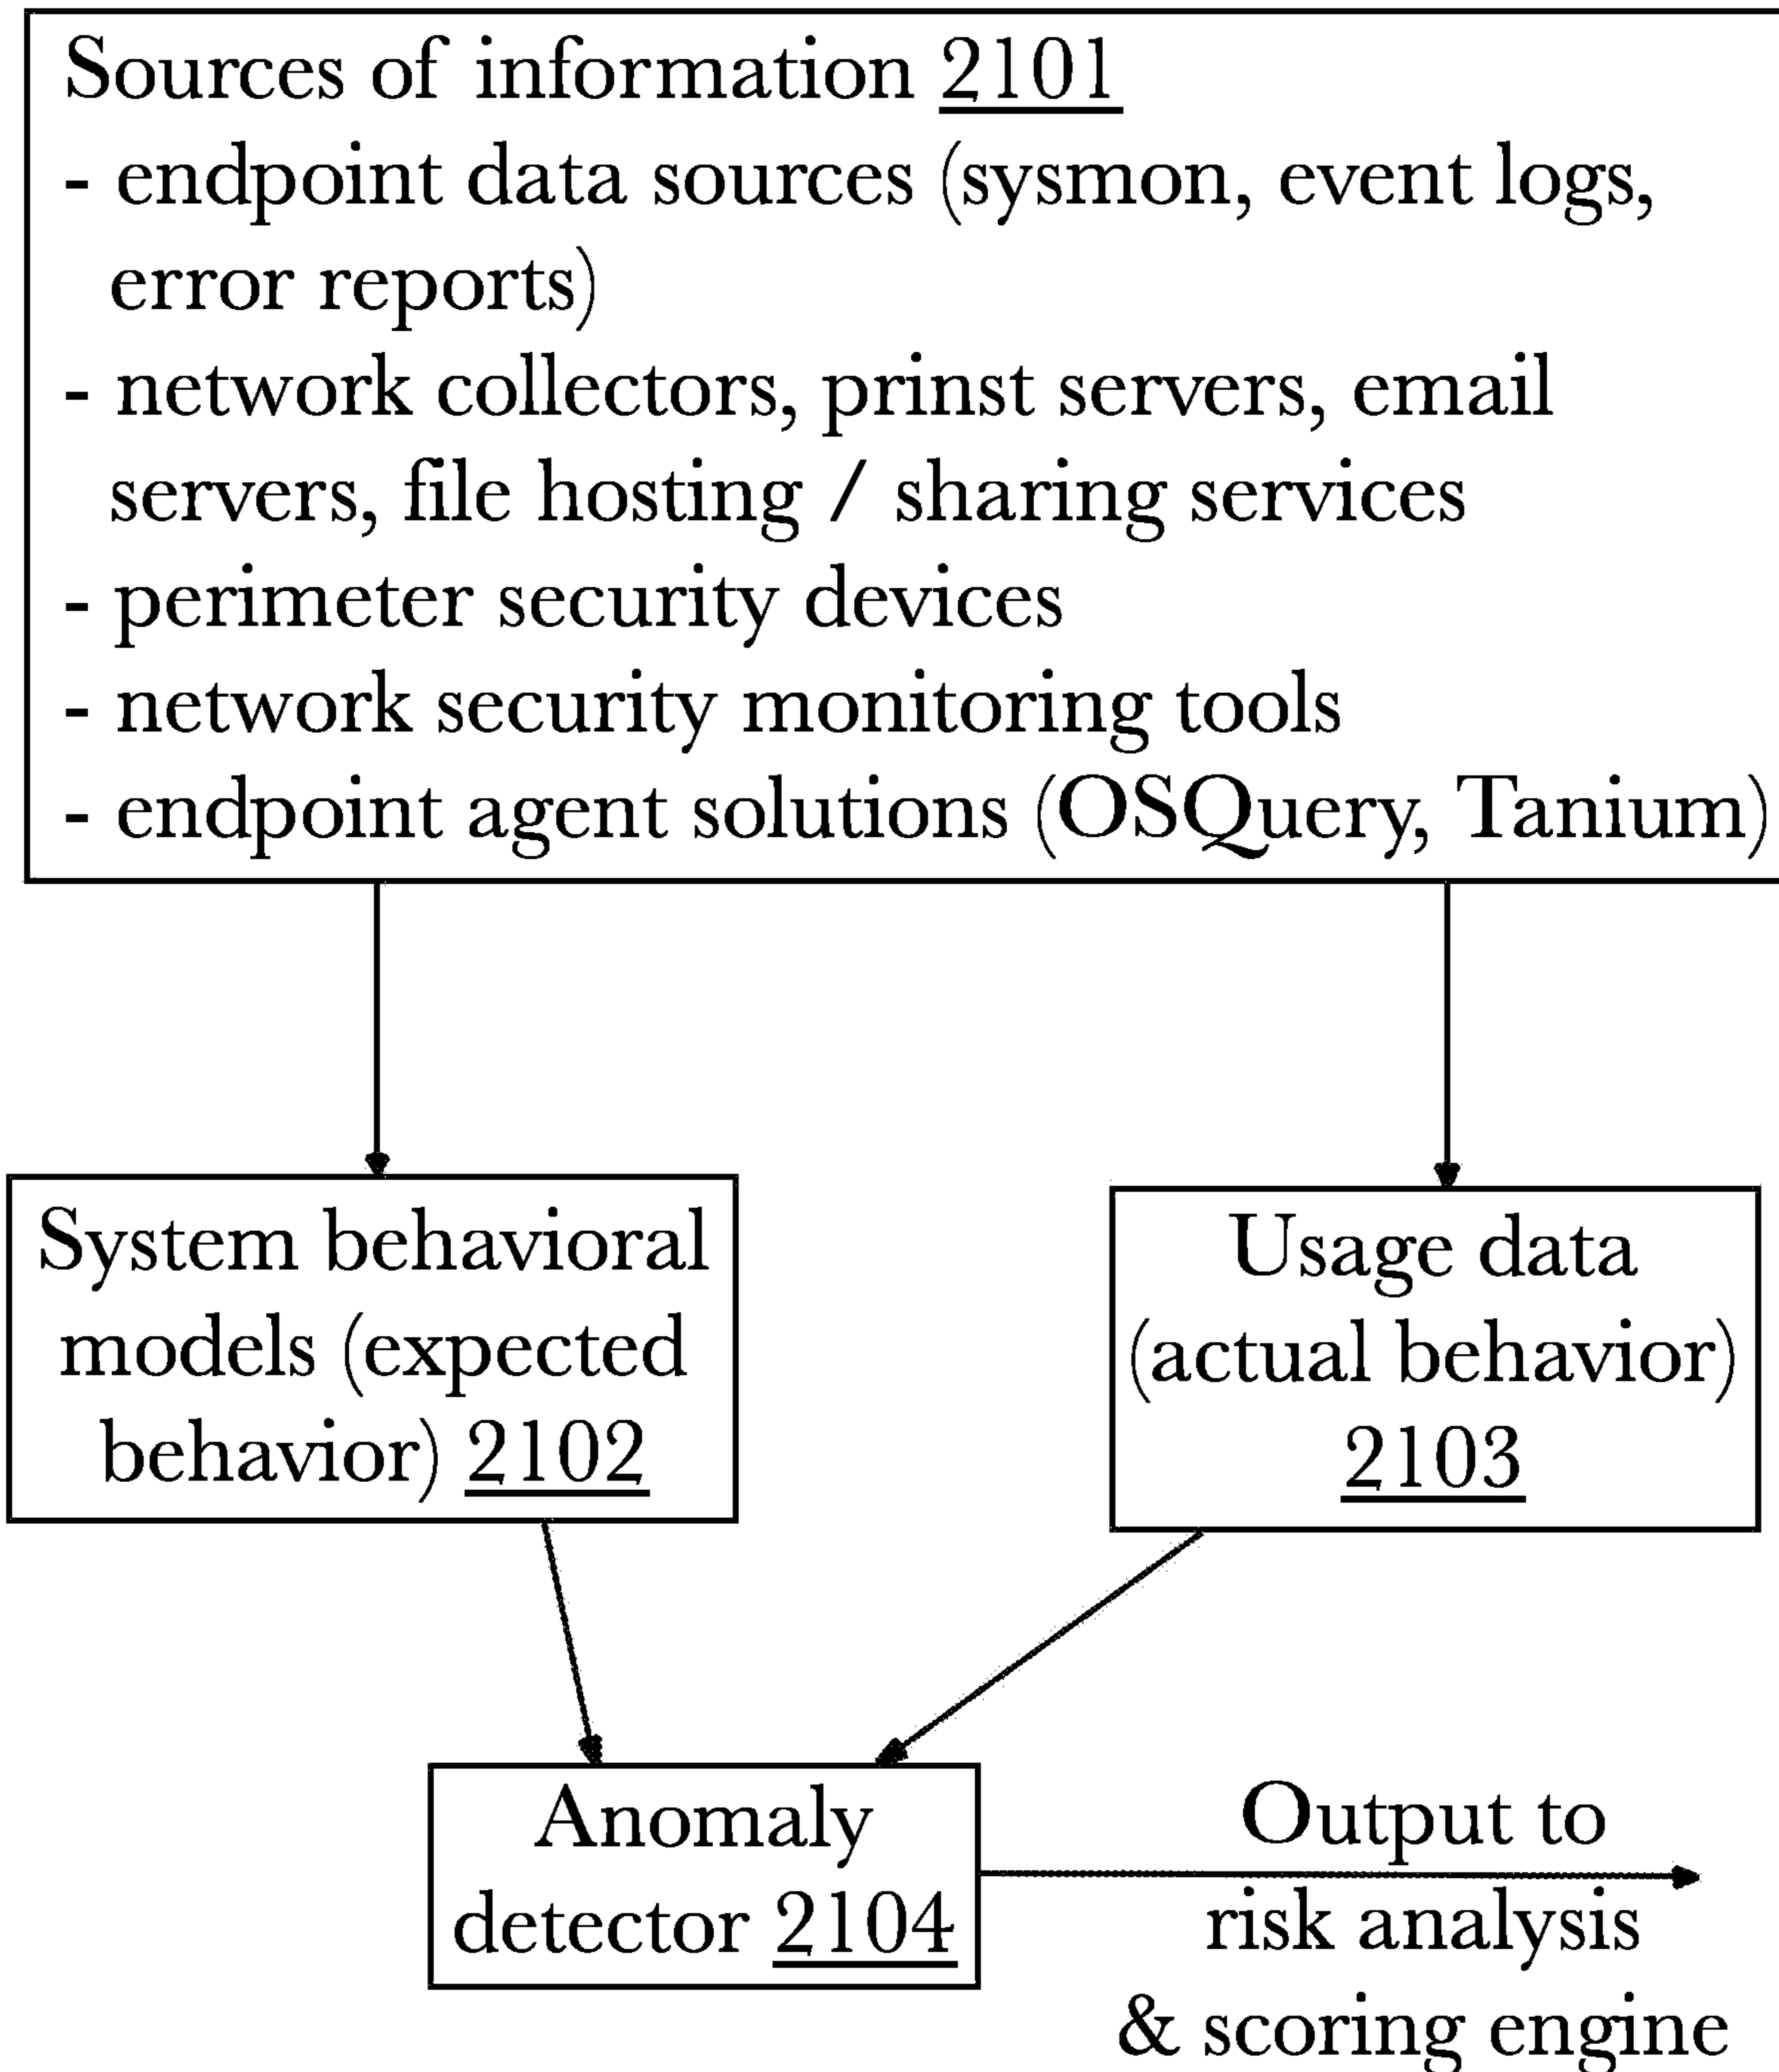 Sources of information 2101
- endpoint data sources (sysmon, event logs,
error reports)
- network collectors, prinst servers, email
servers, file hosting / sharing services
- perimeter security devices
- network security monitoring tools
- endpoint agent solutions (OSQuery, Tanium)
System behavioral
models (expected
behavior) 2102
Usage data
(actual behavior)
2103
Anomaly
detector 2104
Output to
risk analysis
& scoring engine